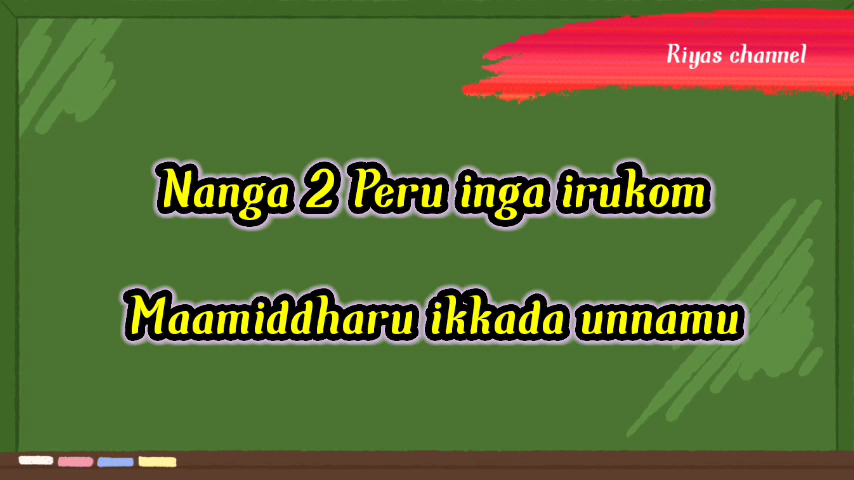 Riyas channel
Nanga 2 Peru inga irukom
Maamiddharu ikkada unnamu